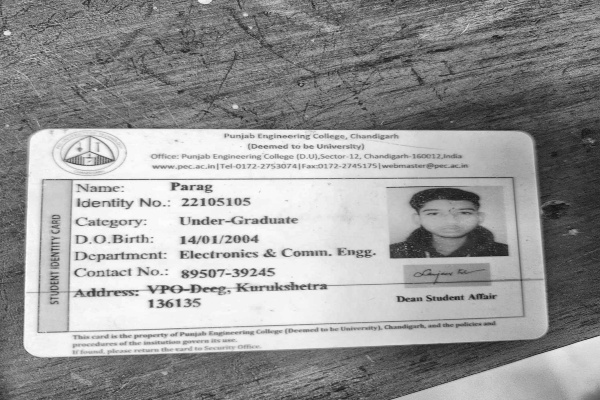 Punjab Engineering College, Chandigarh
(Deemed to be University)
Office: Punjab Engineering College (D.U),Sector-12, Chandigarh-160012,India
www.pec.ac.in|Tel-0172-2753074|Fax:0172-2745175|webmaster@pec.ac.in
STUDENT IDENTITY CARD
Name: Parag
Identity No.: 22105105
Category: Under-Graduate
D.O.Birth: 14/01/2004
Department: Electronics & Comm. Engg.
Contact No.: 89507-39245
Address: VPO-Deeg, Kurukshetra
136135
Dean Student Affair
This card is the property of Punjab Engineering College (Deemed to be University), Chandigarh, and the policies and
procedures of the institution govern its use.
If found, please return the card to Security Office.